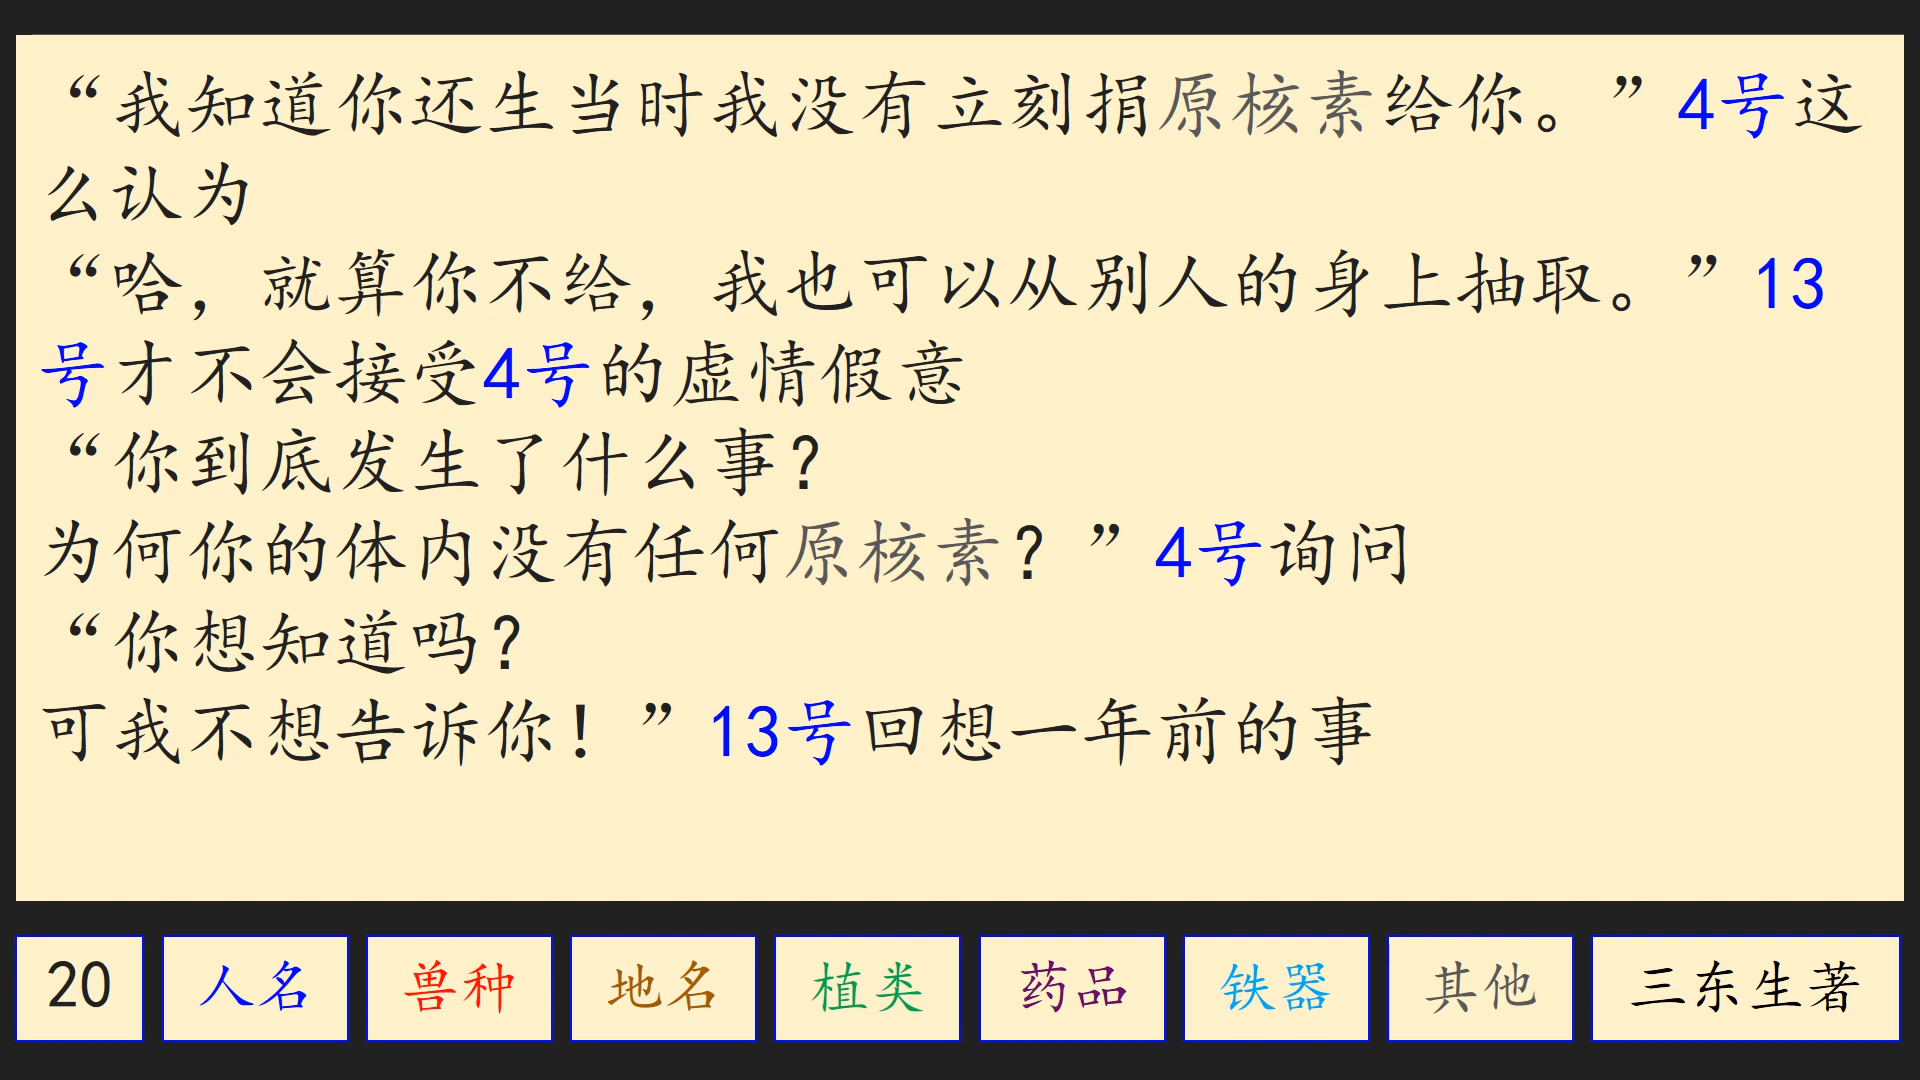 “我知道你还生当时我没有立刻捐原核素给你。”4号这
么认为
“哈，就算你不给，我也可以从别人的身上抽取。”13
号才不会接受4号的虚情假意
“你到底发生了什么事？
为何你的体内没有任何原核素？”4号询问
“你想知道吗？
可我不想告诉你！”13号回想一年前的事
20 人名 兽种 地名 植类 药品 铁器 其他 三东生著